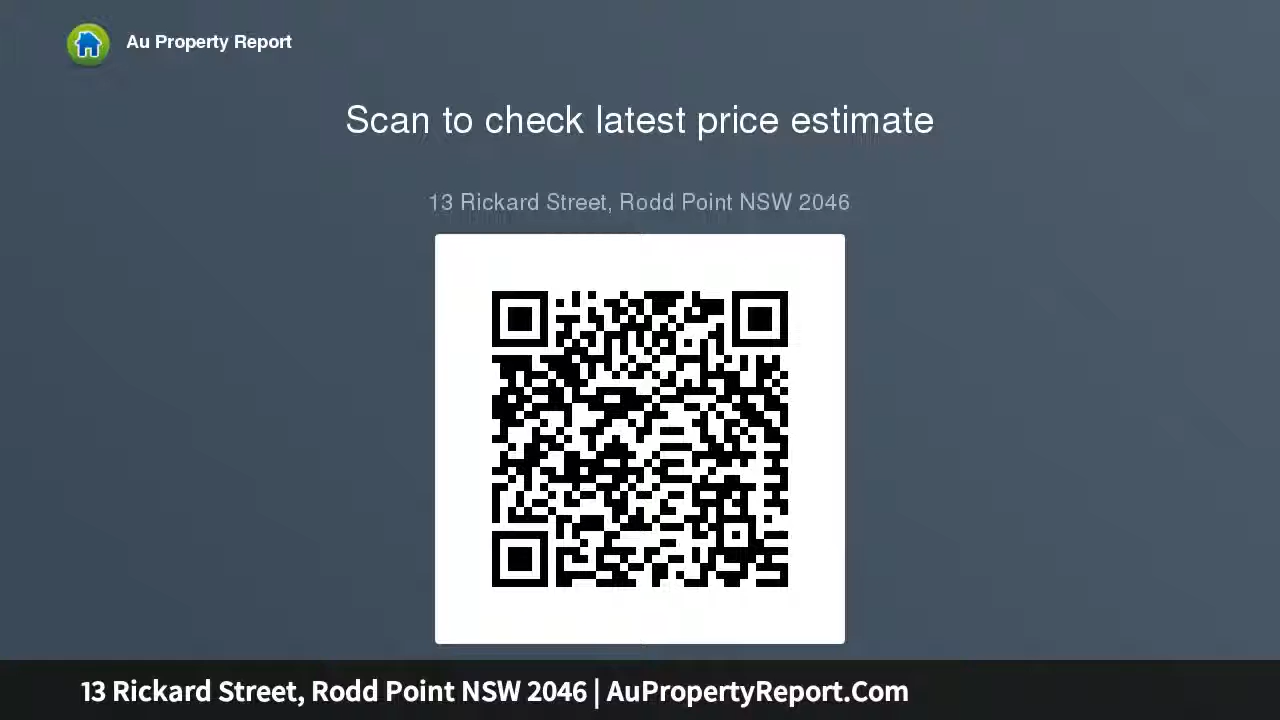 Au Property Report
Scan to check latest price estimate
13 Rickard Street, Rodd Point NSW 2046
13 Rickard Street, Rodd Point NSW 2046 | AuPropertyReport.Com